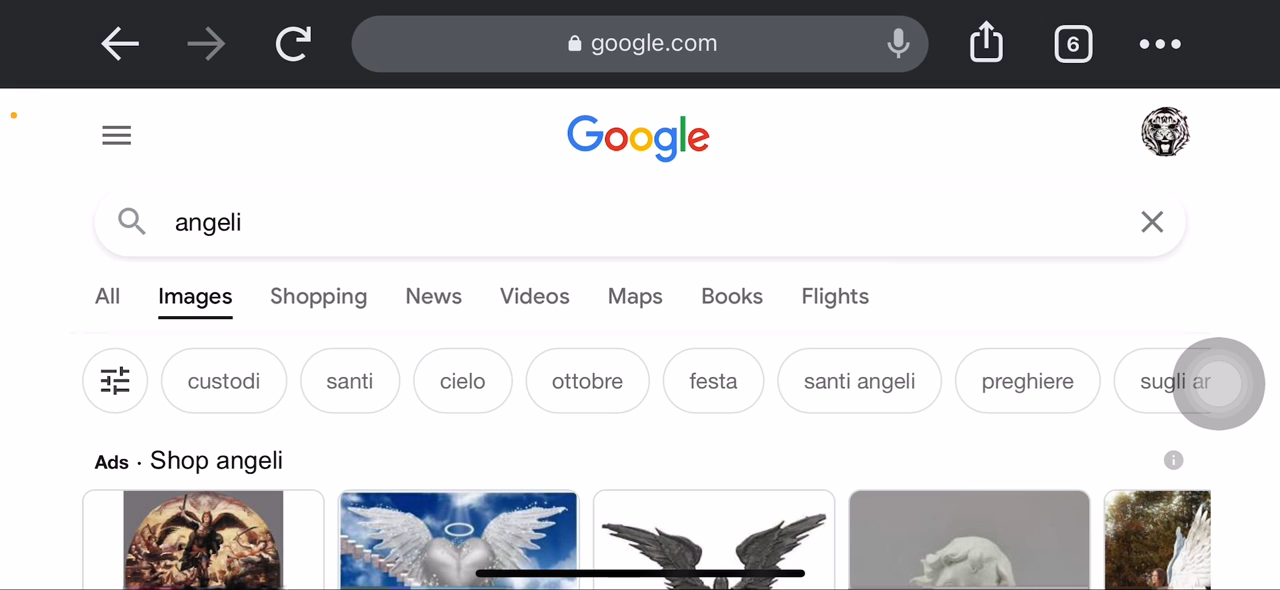 google.com
6
Google
angeli
All Images Shopping News Videos Maps Books Flights
custodi santi cielo ottobre festa santi angeli preghiere sugli
Ads · Shop angeli